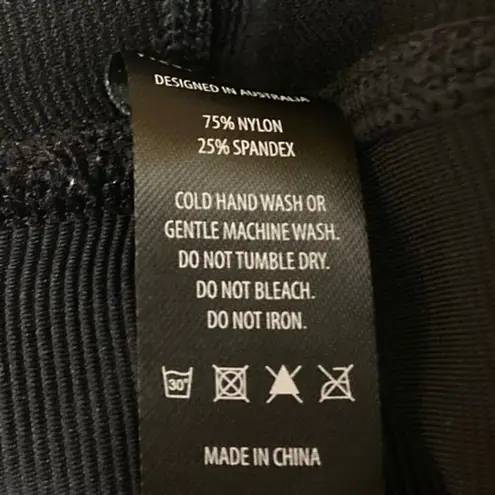 DESIGNED IN AUSTRALIA
75% NYLON
25% SPANDEX
COLD HAND WASH OR
GENTLE MACHINE WASH.
DO NOT TUMBLE DRY.
DO NOT BLEACH.
DO NOT IRON.
30°
MADE IN CHINA